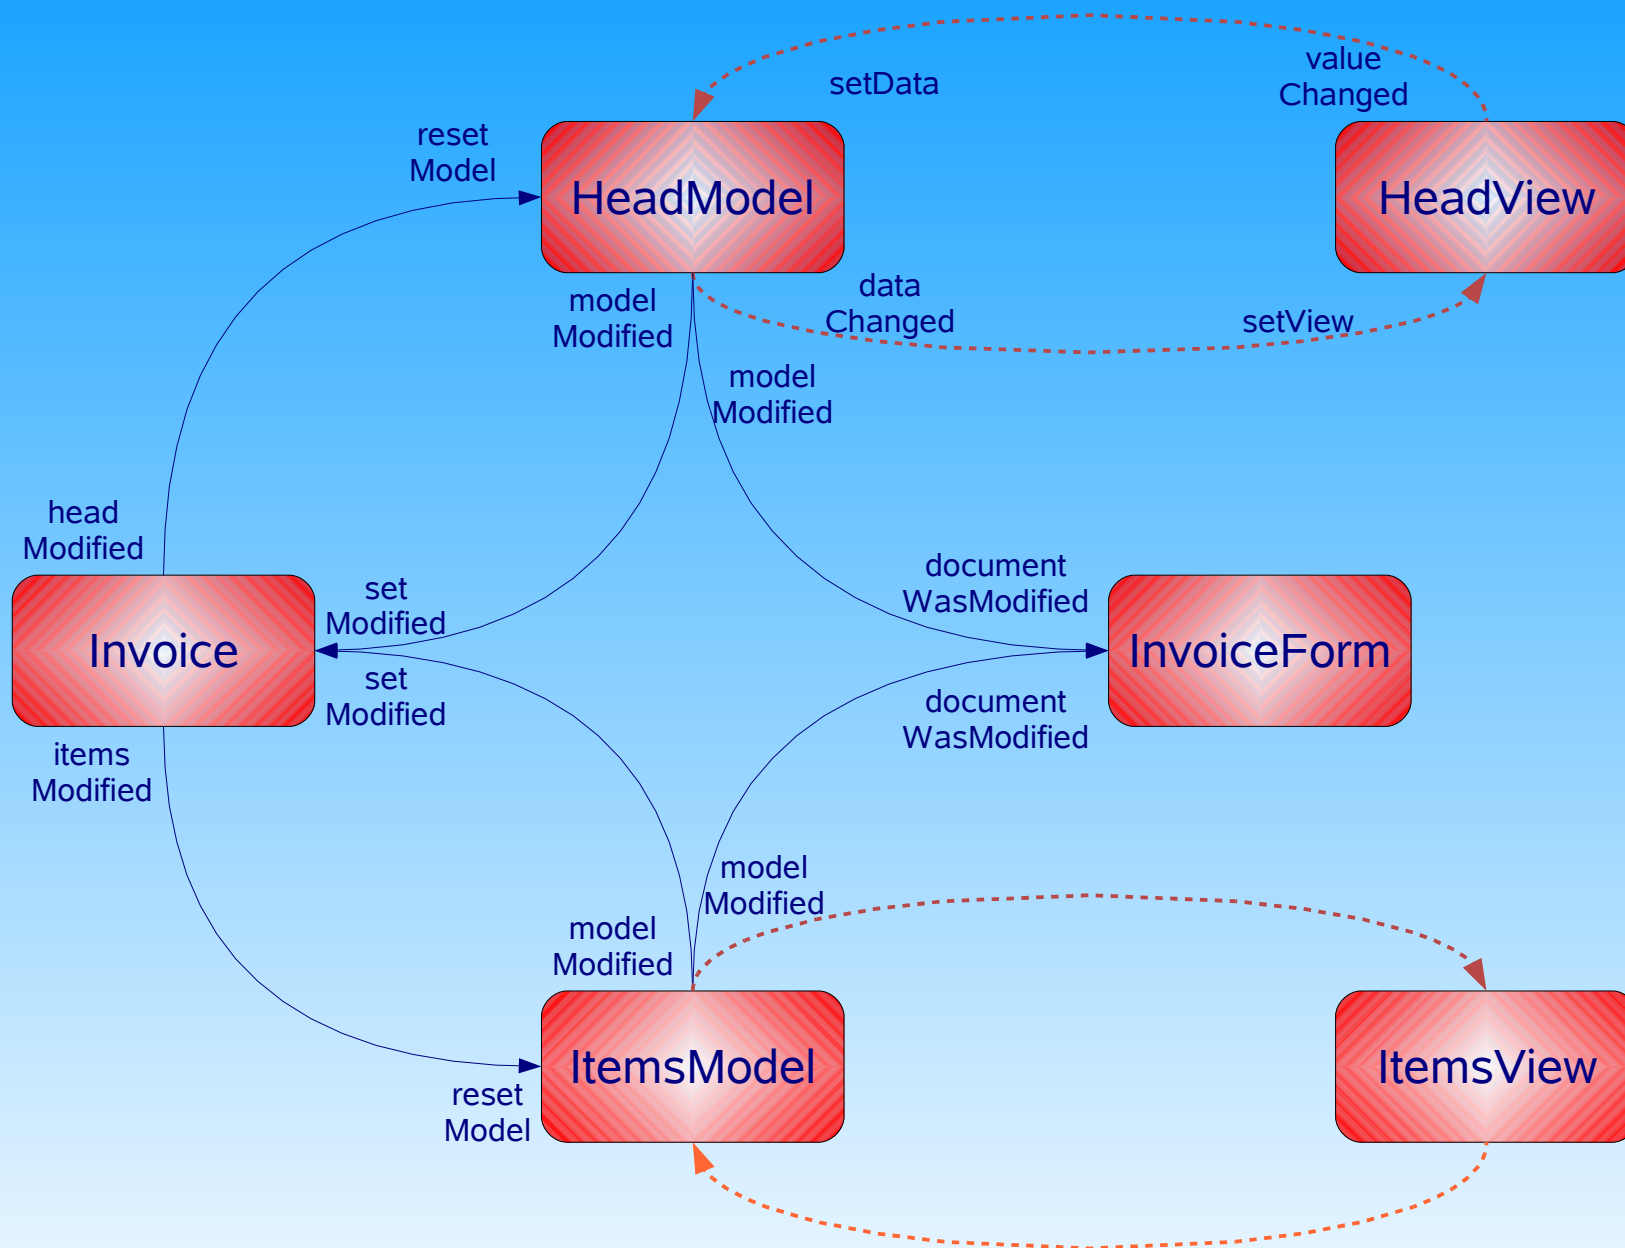 value
Changed
setData
reset
Model
HeadModel
HeadView
model
Modified
data
Changed
setView
model
Modified
head
Modified
set
Modified
document
WasModified
Invoice
InvoiceForm
set
Modified
document
WasModified
items
Modified
model
Modified
model
Modified
ItemsModel
ItemsView
reset
Model